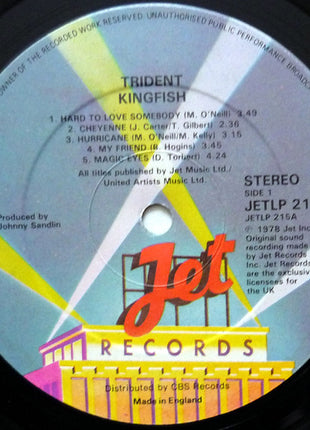 OWNER OF THE RECORDED WORK RESERVED UNAUTHORISED PUBLIC PERFORMANCE BROADC
TRIDENT
KINGFISH
1. HARD TO LOVE SOMEBODY (M. O'Neill) 3.49
2. CHEYENNE (J. Carter/T. Gilbert) 2.36
3. HURRICANE (M. O'Neill/M. Kelly) 3.15
4. MY FRIEND (B. Hogins) 4.51
5. MAGIC EYES (D. Torbert) 5.24
All titles published by Jet Music Ltd./
United Artists Music Ltd.
STEREO
SIDE 1
JETLP 21
JETLP 215A
Produced by
Johnny Sandlin
℗ 1978 Jet Inc.
Original sound
recording made
by Jet Records
Inc. Jet Records
are the exclusive
licensees for
the UK
Jet
RECORDS
Distributed by CBS Records
Made in England